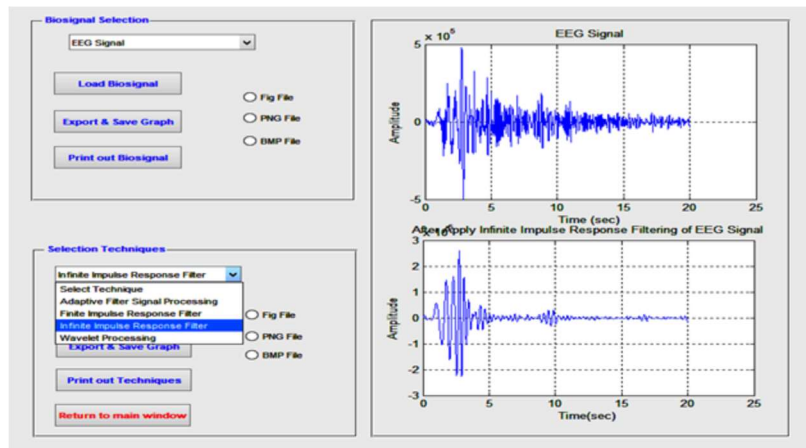 Biosignal Selection
EEG Signal
Load Biosignal
Export & Save Graph
Print out Biosignal
Fig File
PNG File
BMP File
Selection Techniques
Infinite Impulse Response Filter
Select Technique
Adaptive Filter Signal Processing
Finite Impulse Response Filter
Infinite Impulse Response Filter
Wavelet Processing
Export & Save Graph
Print out Techniques
Return to main window
Fig File
PNG File
BMP File
EEG Signal
5 × 10⁵
0
-5
Amplitude
0 5 10 15 20 25
Time (sec)
After Apply Infinite Impulse Response Filtering of EEG Signal
3
2
1
0
-1
-2
-3
Amplitude
0 5 10 15 20 25
Time(sec)